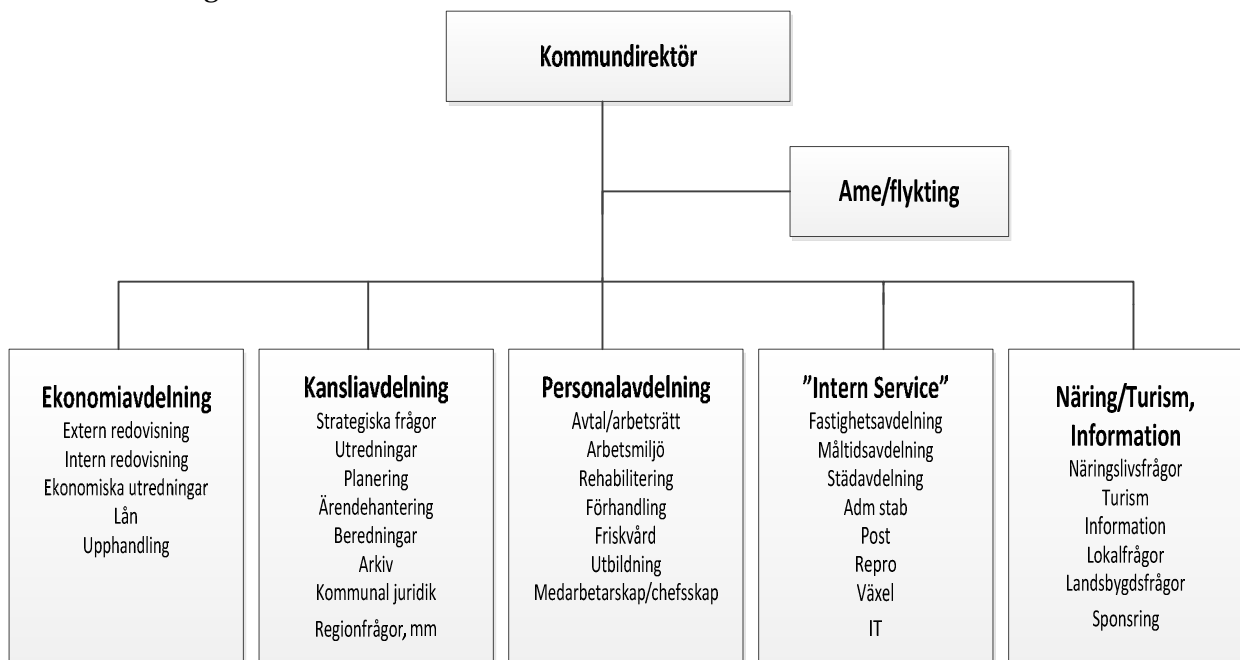 Kommundirektör
Ame/flykting
Ekonomiavdelning
Extern redovisning
Intern redovisning
Ekonomiska utredningar
Lån
Upphandling
Kansliavdelning
Strategiska frågor
Utredningar
Planering
Ärendehantering
Beredningar
Arkiv
Kommunal juridik
Regionfrågor, mm
Personalavdelning
Avtal/arbetsrätt
Arbetsmiljö
Rehabilitering
Förhandling
Friskvård
Utbildning
Medarbetarskap/chefsskap
”Intern Service”
Fastighetsavdelning
Måltidsavdelning
Städavdelning
Adm stab
Post
Repro
Växel
IT
Näring/Turism,
Information
Näringslivsfrågor
Turism
Information
Lokalfrågor
Landsbygdsfrågor
Sponsring